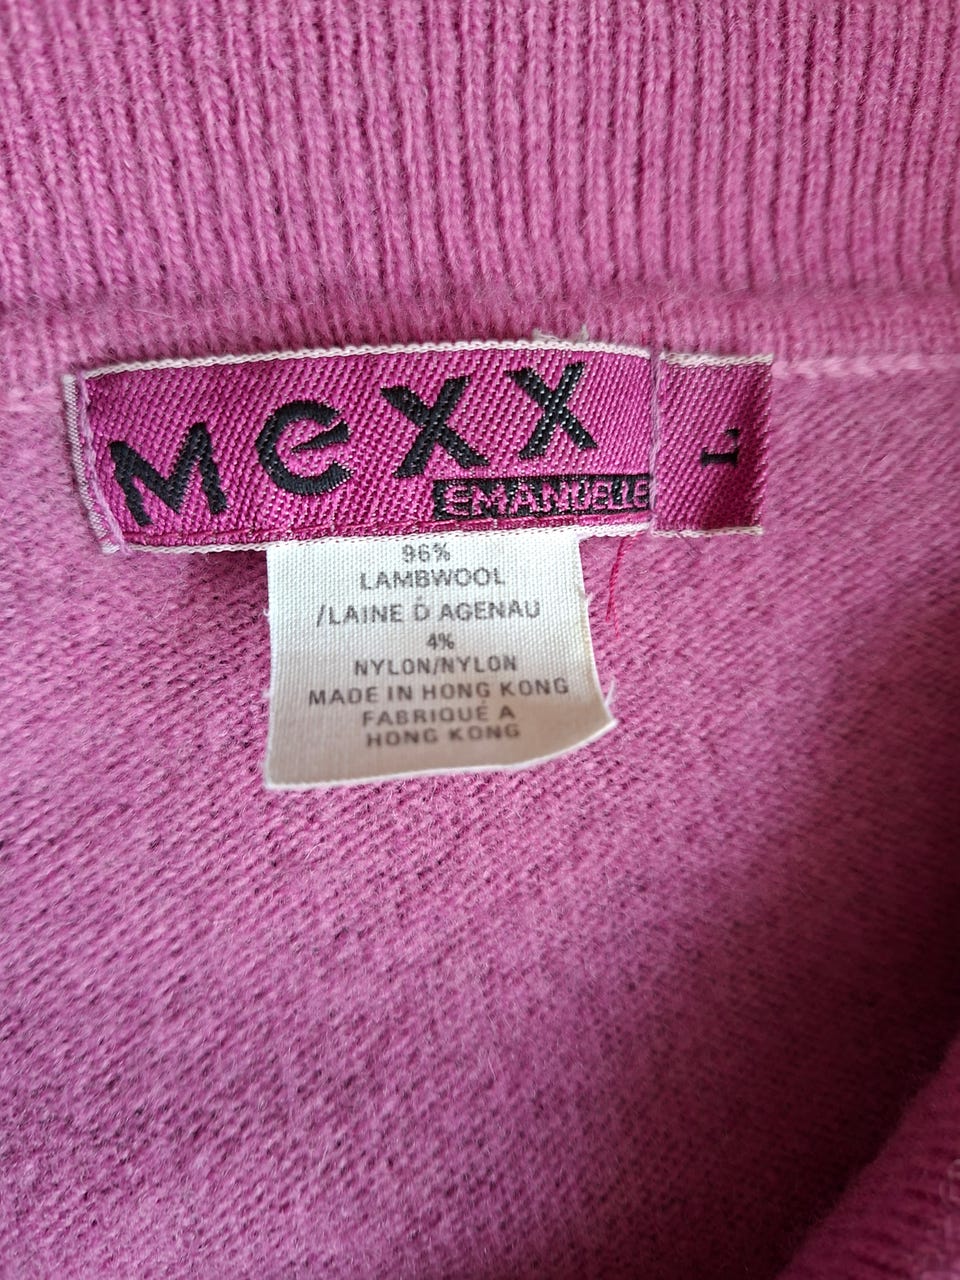 Mexx
EMANUELLE
L
96%
LAMBWOOL
/LAINE D AGENAU
4%
NYLON/NYLON
MADE IN HONG KONG
FABRIQUÉ A
HONG KONG